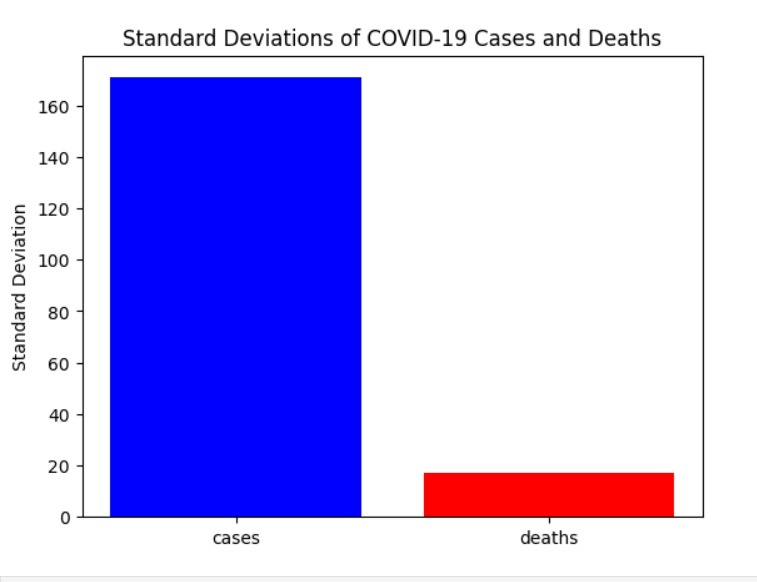 Standard Deviations of COVID-19 Cases and Deaths
Standard Deviation
160
140
120
100
80
60
40
20
0
cases
deaths